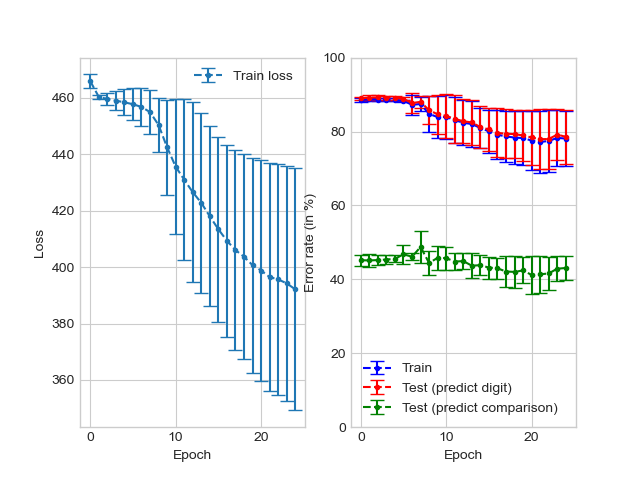 Train loss
460
440
420
400
380
360
Loss
0
10
20
Epoch
100
80
60
40
20
0
Error rate (in %)
Train
Test (predict digit)
Test (predict comparison)
0
10
20
Epoch